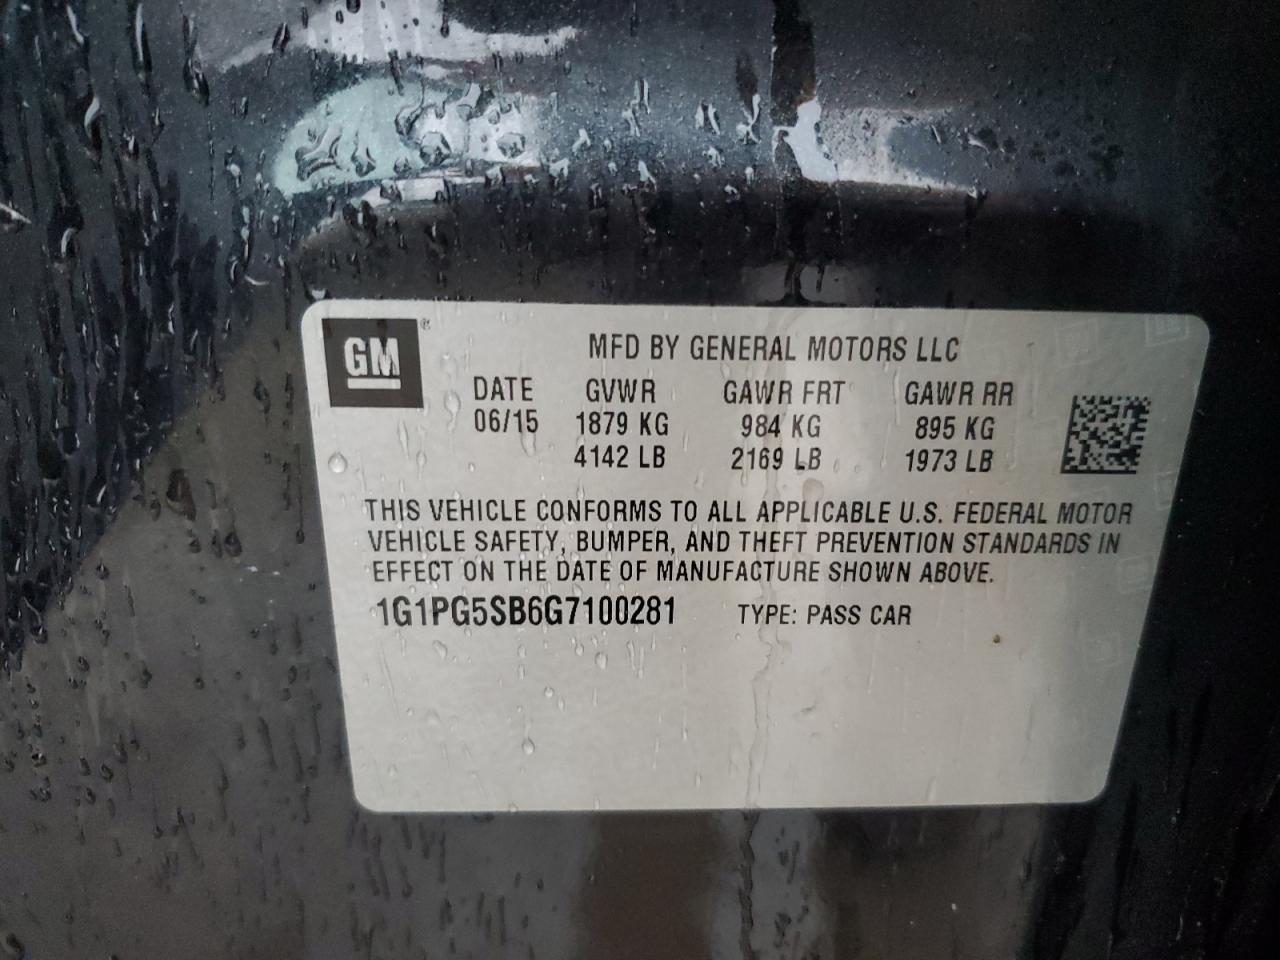 GM ®
MFD BY GENERAL MOTORS LLC
DATE GVWR GAWR FRT GAWR RR
06/15 1879 KG 984 KG 895 KG
4142 LB 2169 LB 1973 LB
THIS VEHICLE CONFORMS TO ALL APPLICABLE U.S. FEDERAL MOTOR
VEHICLE SAFETY, BUMPER, AND THEFT PREVENTION STANDARDS IN
EFFECT ON THE DATE OF MANUFACTURE SHOWN ABOVE.
1G1PG5SB6G7100281 TYPE: PASS CAR